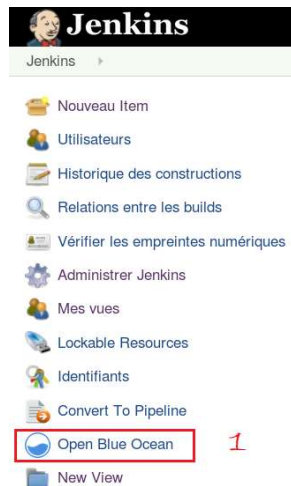 Jenkins
Jenkins
Nouveau Item
Utilisateurs
Historique des constructions
Relations entre les builds
Vérifier les empreintes numériques
Administrer Jenkins
Mes vues
Lockable Resources
Identifiants
Convert To Pipeline
Open Blue Ocean 1
New View